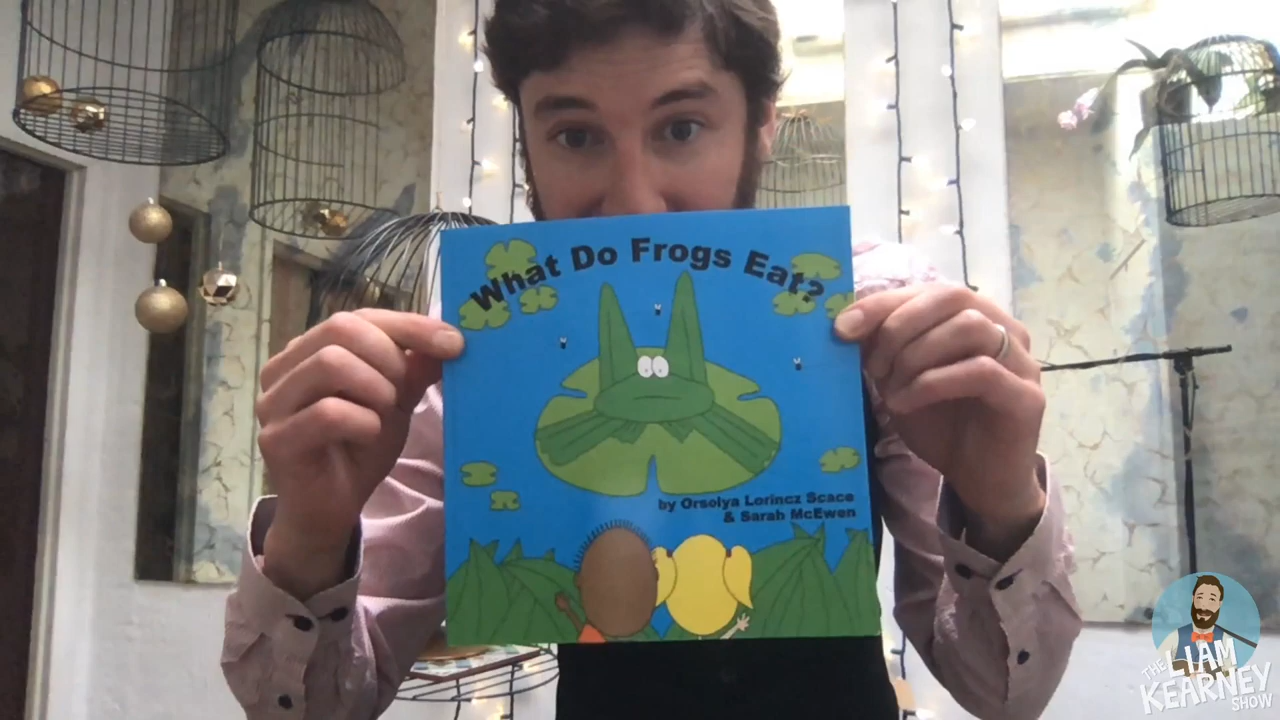 What Do Frogs Eat?
by Orsolya Lorincz Scace
& Sarah McEwen
THE
LIAM
KEARNEY
SHOW